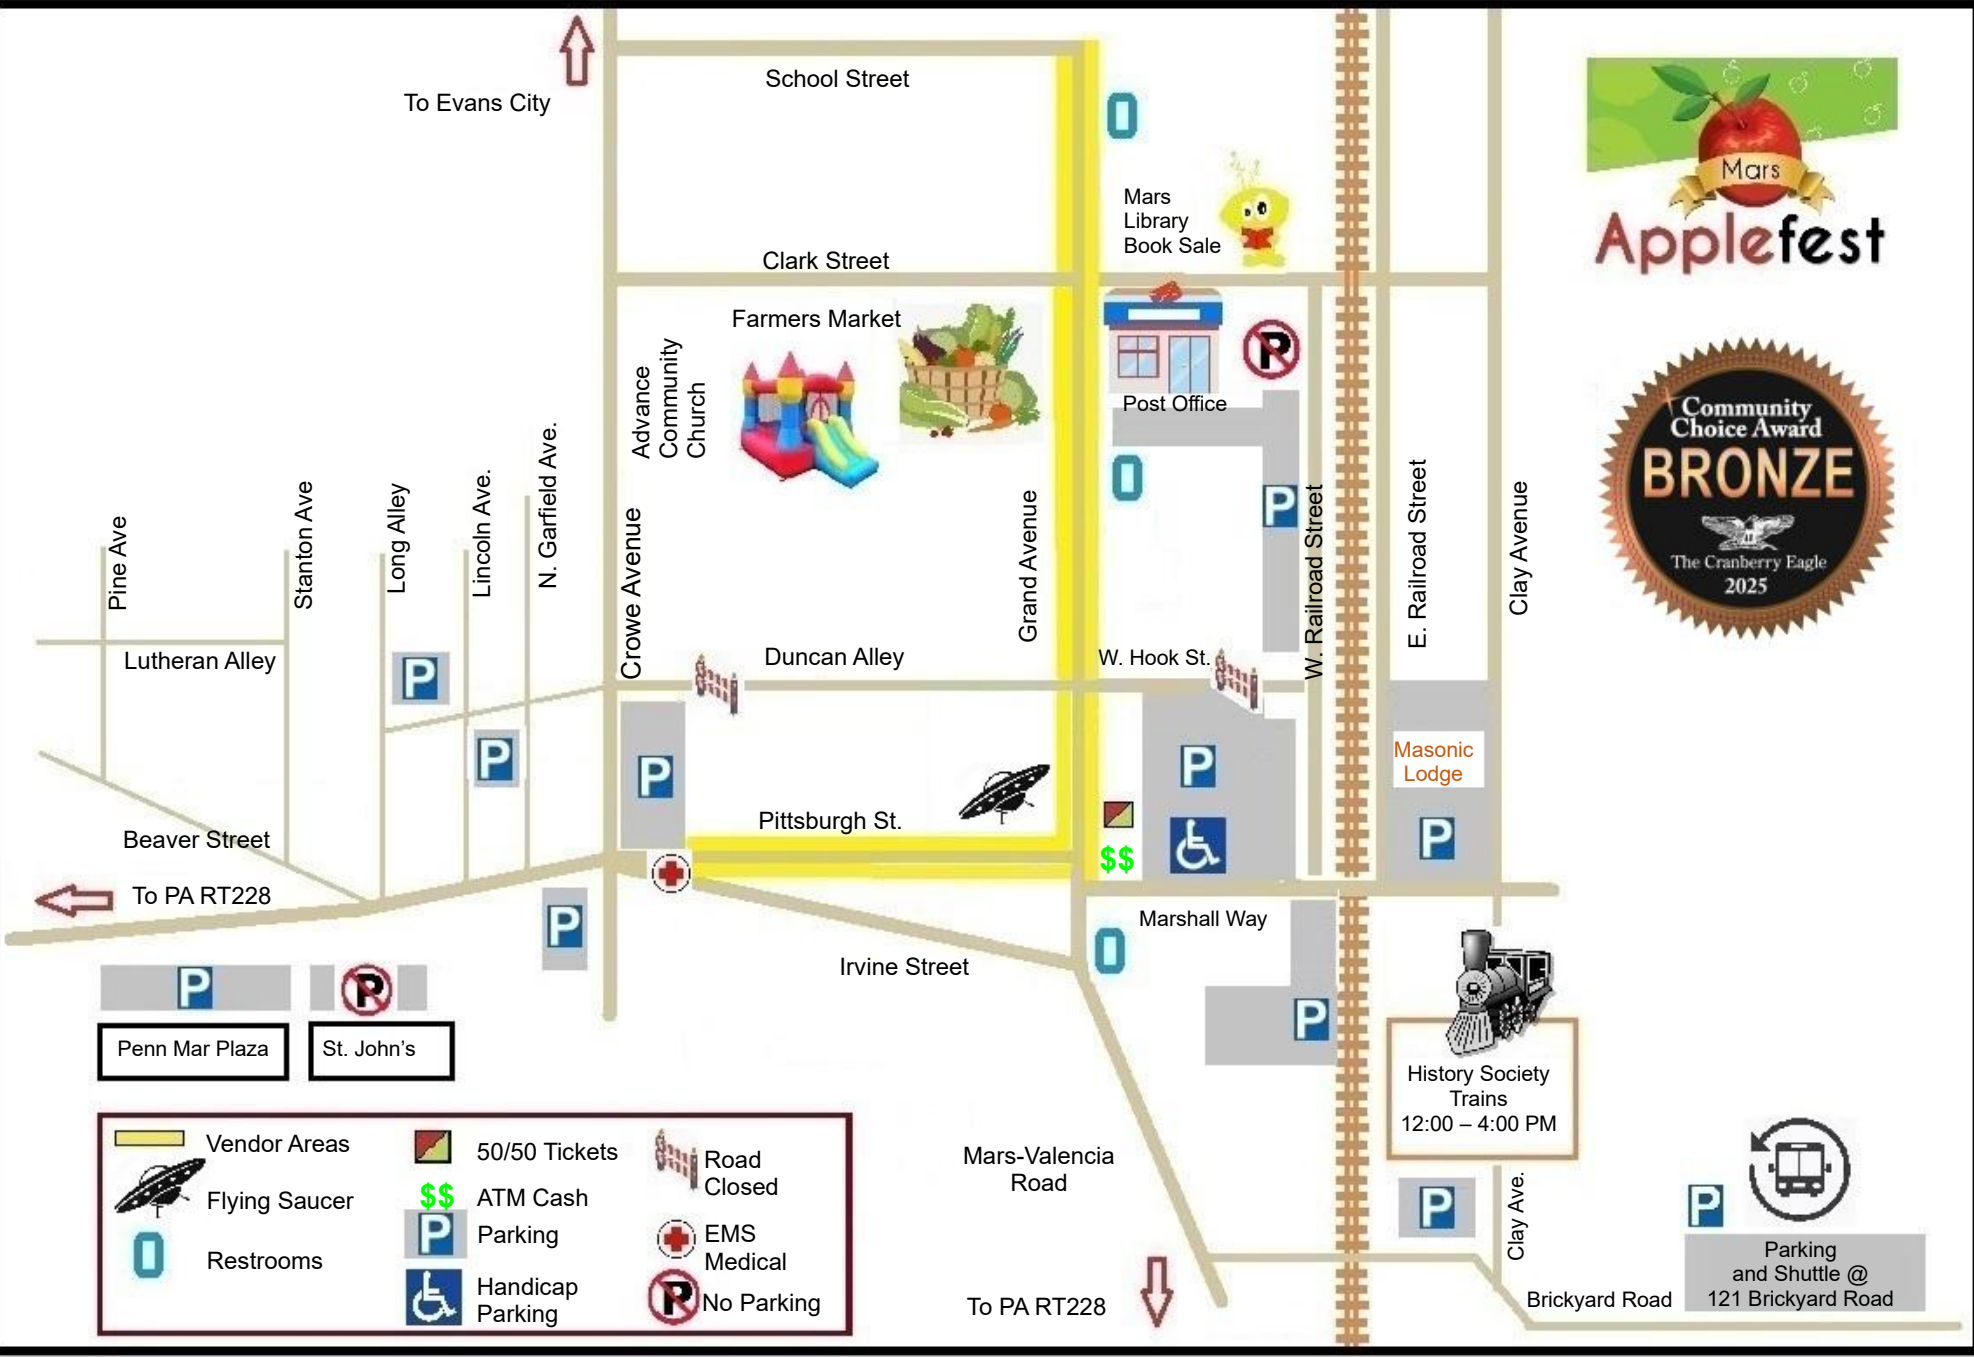 School Street
To Evans City
Mars
Applefest
Mars
Library
Book Sale
Clark Street
Farmers Market
Advance
Community
Church
Post Office
P
Community
Choice Award
BRONZE
The Cranberry Eagle
2025
Pine Ave
Stanton Ave
Long Alley
Lincoln Ave.
N. Garfield Ave.
Crowe Avenue
Grand Avenue
P
W. Railroad Street
E. Railroad Street
Clay Avenue
Lutheran Alley
P
Duncan Alley
W. Hook St.
P
P
P
Masonic
Lodge
Pittsburgh St.
$$
P
Beaver Street
To PA RT228
P
Marshall Way
Irvine Street
P
P
P
Penn Mar Plaza
St. John's
History Society
Trains
12:00 – 4:00 PM
Vendor Areas
Flying Saucer
Restrooms
50/50 Tickets
$$
ATM Cash
P
Parking
Handicap
Parking
Road
Closed
EMS
Medical
P
No Parking
Mars-Valencia
Road
To PA RT228
P
Clay Ave.
Brickyard Road
P
Parking
and Shuttle @
121 Brickyard Road